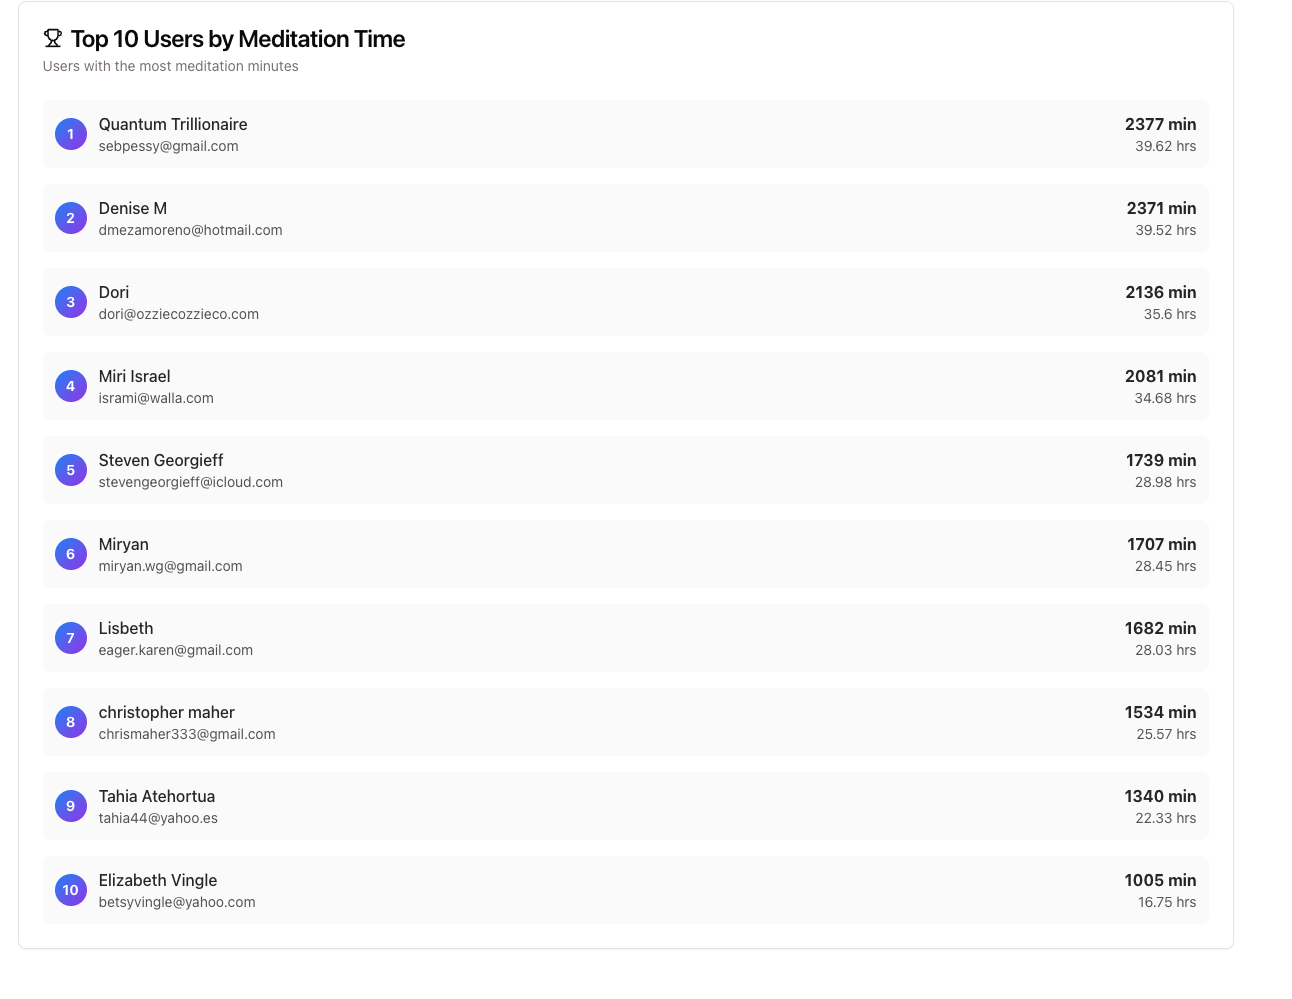 Top 10 Users by Meditation Time
Users with the most meditation minutes
1
Quantum Trillionaire
sebpessy@gmail.com
2377 min
39.62 hrs
2
Denise M
dmezamoreno@hotmail.com
2371 min
39.52 hrs
3
Dori
dori@ozziecozzieco.com
2136 min
35.6 hrs
4
Miri Israel
isrami@walla.com
2081 min
34.68 hrs
5
Steven Georgieff
stevengeorgieff@icloud.com
1739 min
28.98 hrs
6
Miryan
miryan.wg@gmail.com
1707 min
28.45 hrs
7
Lisbeth
eager.karen@gmail.com
1682 min
28.03 hrs
8
christopher maher
chrismaher333@gmail.com
1534 min
25.57 hrs
9
Tahia Atehortua
tahia44@yahoo.es
1340 min
22.33 hrs
10
Elizabeth Vingle
betsyvingle@yahoo.com
1005 min
16.75 hrs